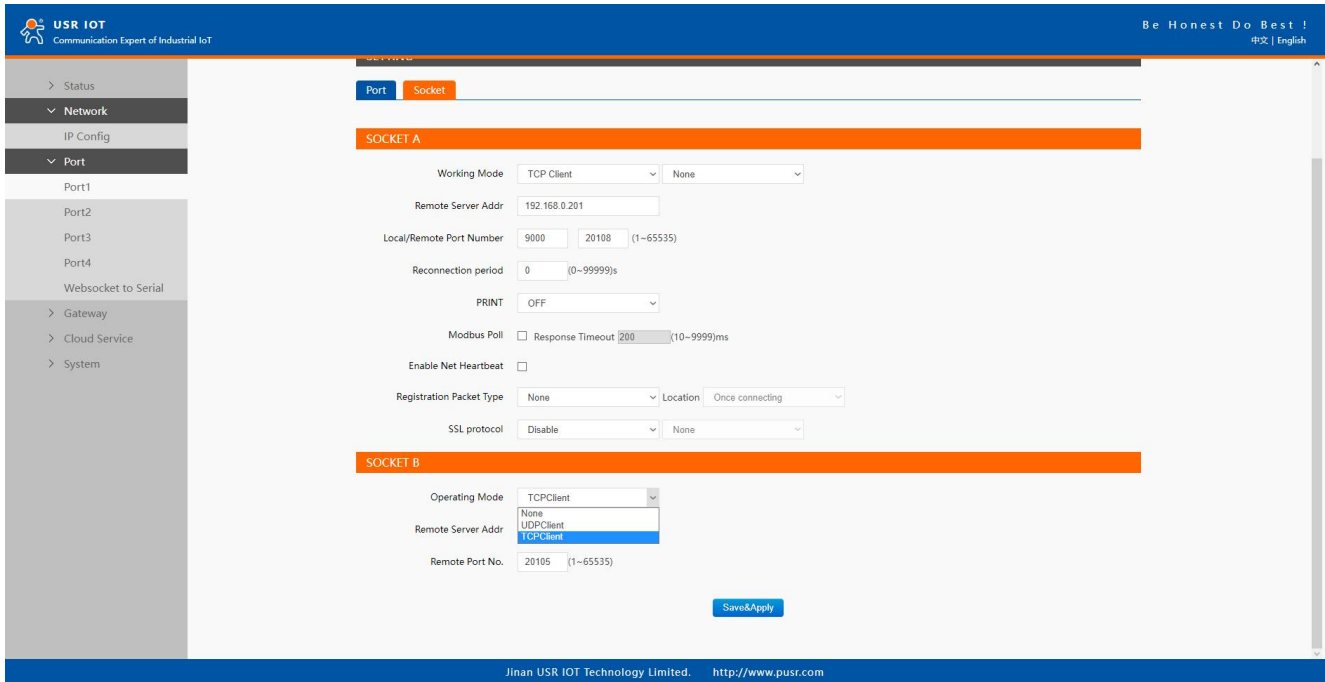 USR IOT
Communication Expert of Industrial IoT
Be Honest Do Best !
中文 | English
Status
Network
IP Config
Port
Port1
Port2
Port3
Port4
Websocket to Serial
Gateway
Cloud Service
System
Port Socket
SOCKET A
Working Mode TCP Client None
Remote Server Addr 192.168.0.201
Local/Remote Port Number 9000 20108 (1~65535)
Reconnection period 0 (0~99999)s
PRINT OFF
Modbus Poll Response Timeout 200 (10~9999)ms
Enable Net Heartbeat
Registration Packet Type None Location Once connecting
SSL protocol Disable None
SOCKET B
Operating Mode TCPClient
None
UDPClient
Remote Server Addr
TCPClient
Remote Port No. 20105 (1~65535)
Save&Apply
Jinan USR IOT Technology Limited. http://www.pusr.com